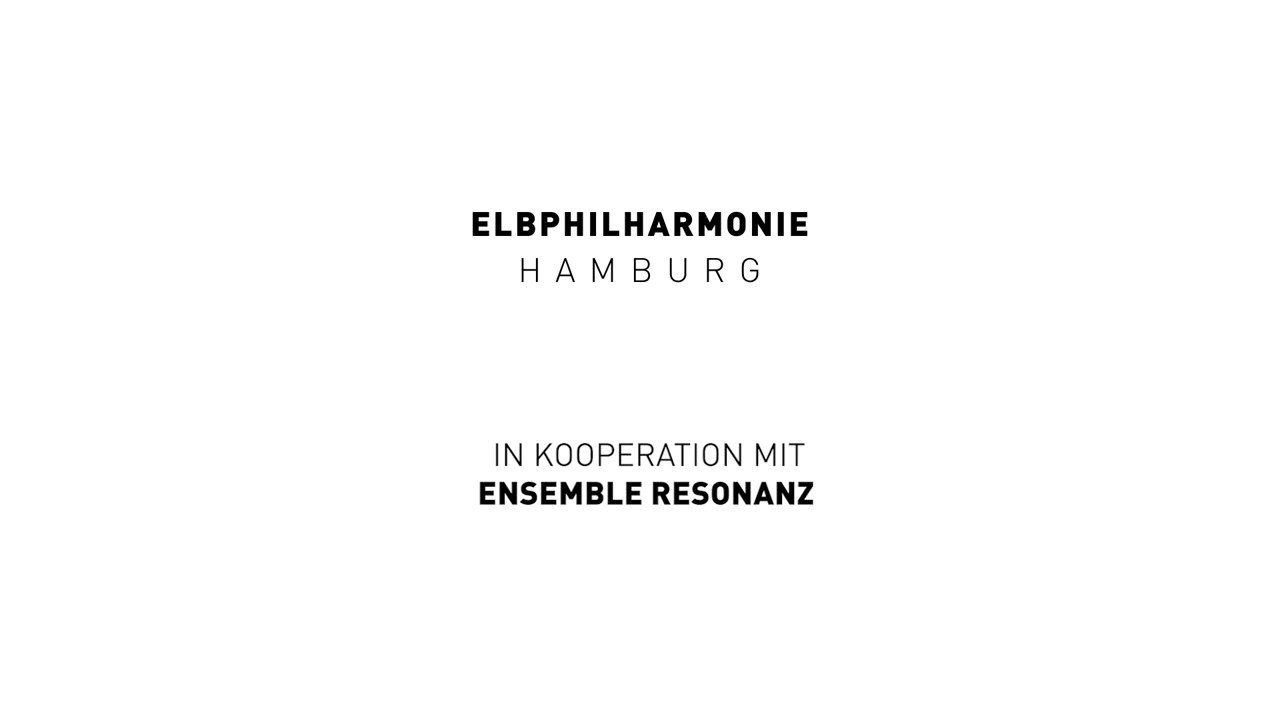 ELBPHILHARMONIE
HAMBURG
IN KOOPERATION MIT
ENSEMBLE RESONANZ